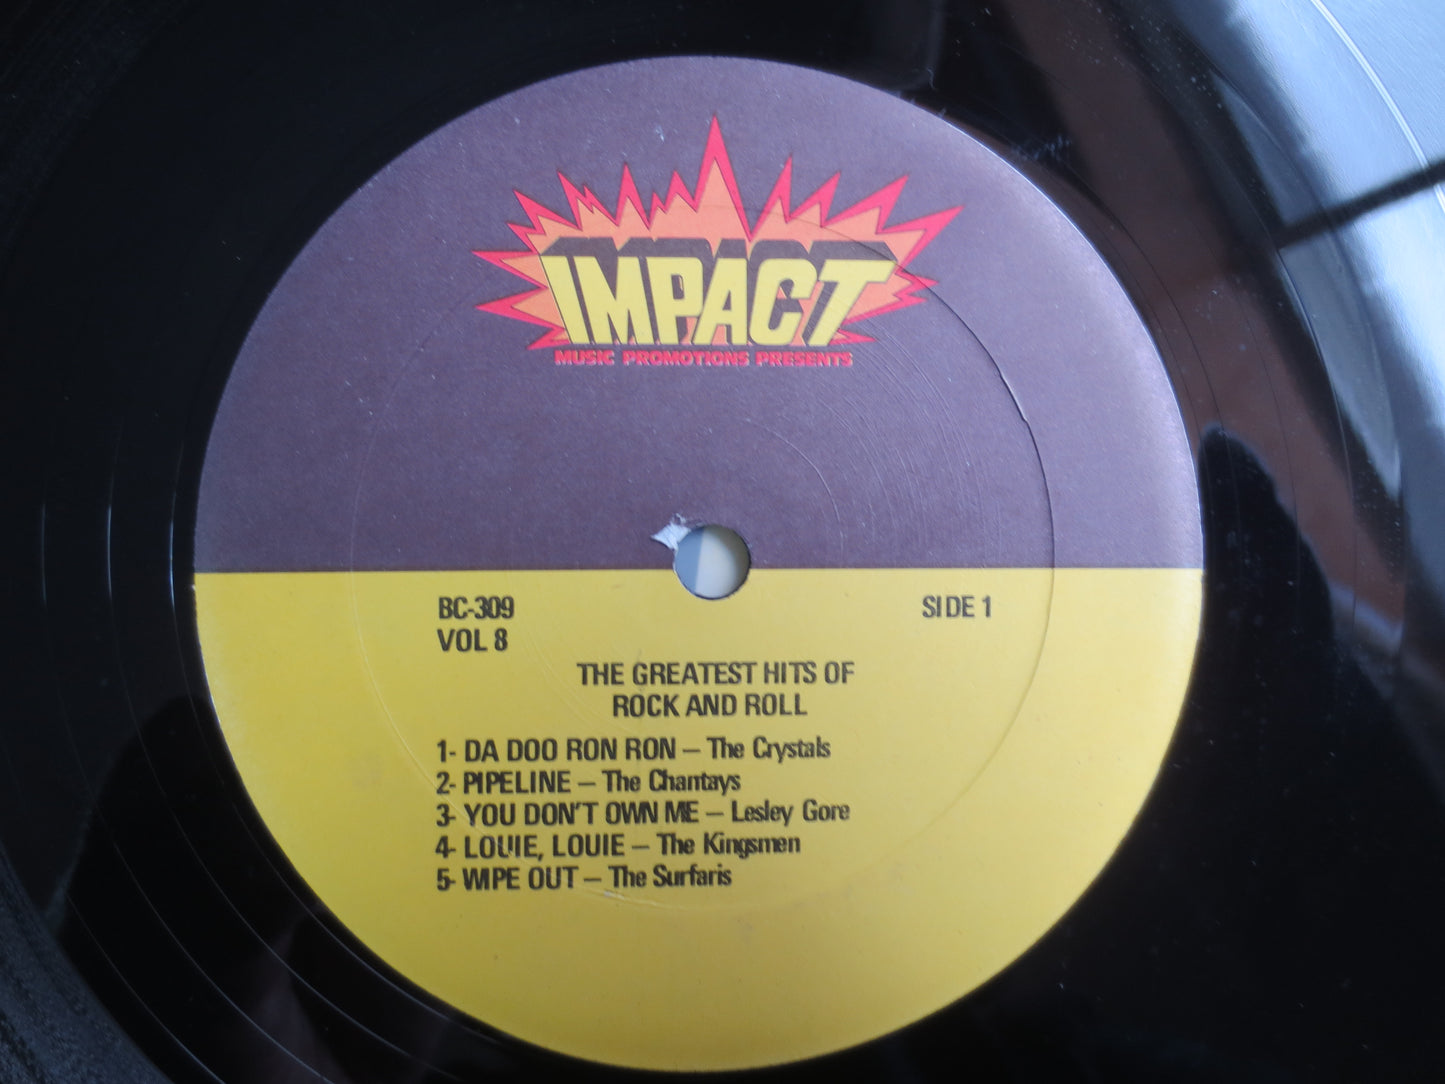 IMPACT
MUSIC PROMOTIONS PRESENTS
BC-309 SIDE 1
VOL 8
THE GREATEST HITS OF
ROCK AND ROLL
1- DA DOO RON RON – The Crystals
2- PIPELINE – The Chantays
3- YOU DON'T OWN ME – Lesley Gore
4- LOUIE, LOUIE – The Kingsmen
5- WIPE OUT – The Surfaris